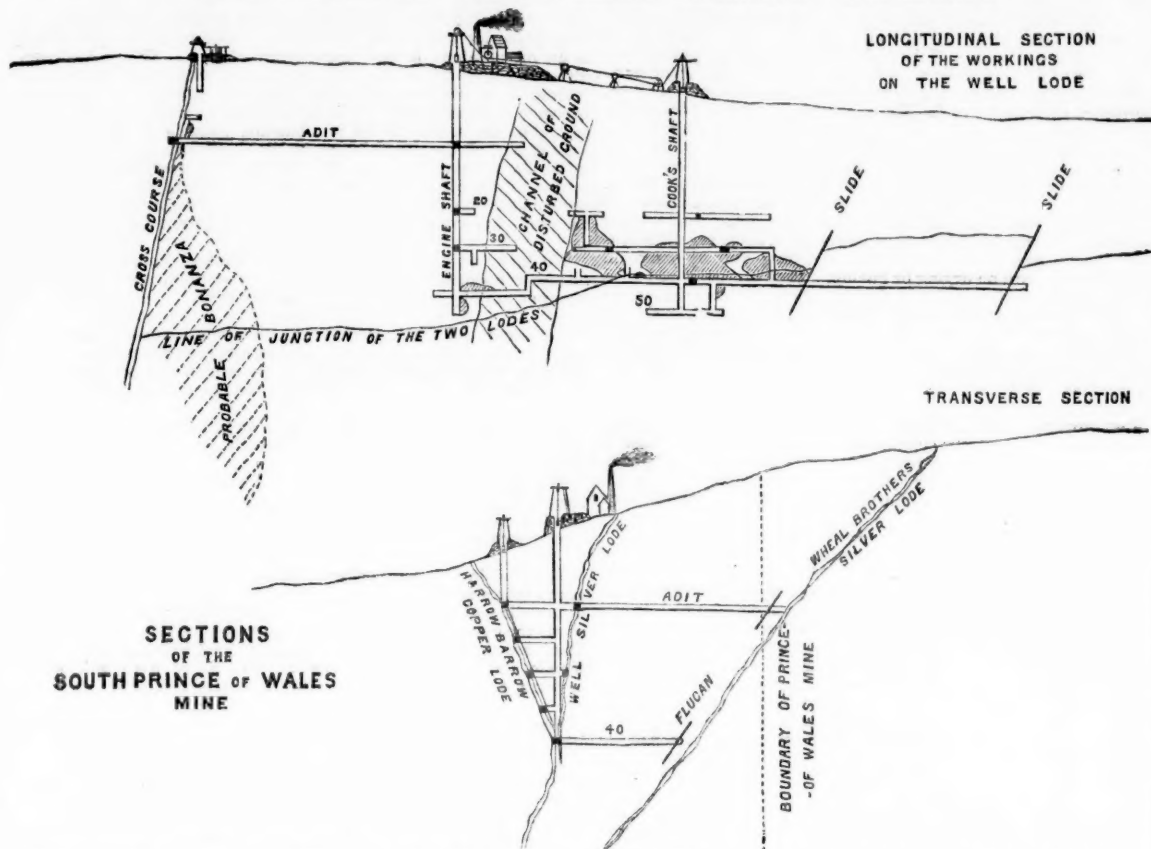 LONGITUDINAL SECTION
OF THE WORKINGS
ON THE WELL LODE
ADIT
CROSS COURSE
ENGINE SHAFT
20
30
40
50
CHANNEL OF
DISTURBED GROUND
COOK'S SHAFT
SLIDE
SLIDE
PROBABLE BONANZA
LINE OF JUNCTION OF THE TWO LODES
TRANSVERSE SECTION
SECTIONS
OF THE
SOUTH PRINCE OF WALES
MINE
HARROW BARROW
COPPER LODE
WELL SILVER LODE
ADIT
40
FLUCAN
WHEAL BROTHERS
SILVER LODE
BOUNDARY OF PRINCE-
-OF WALES MINE